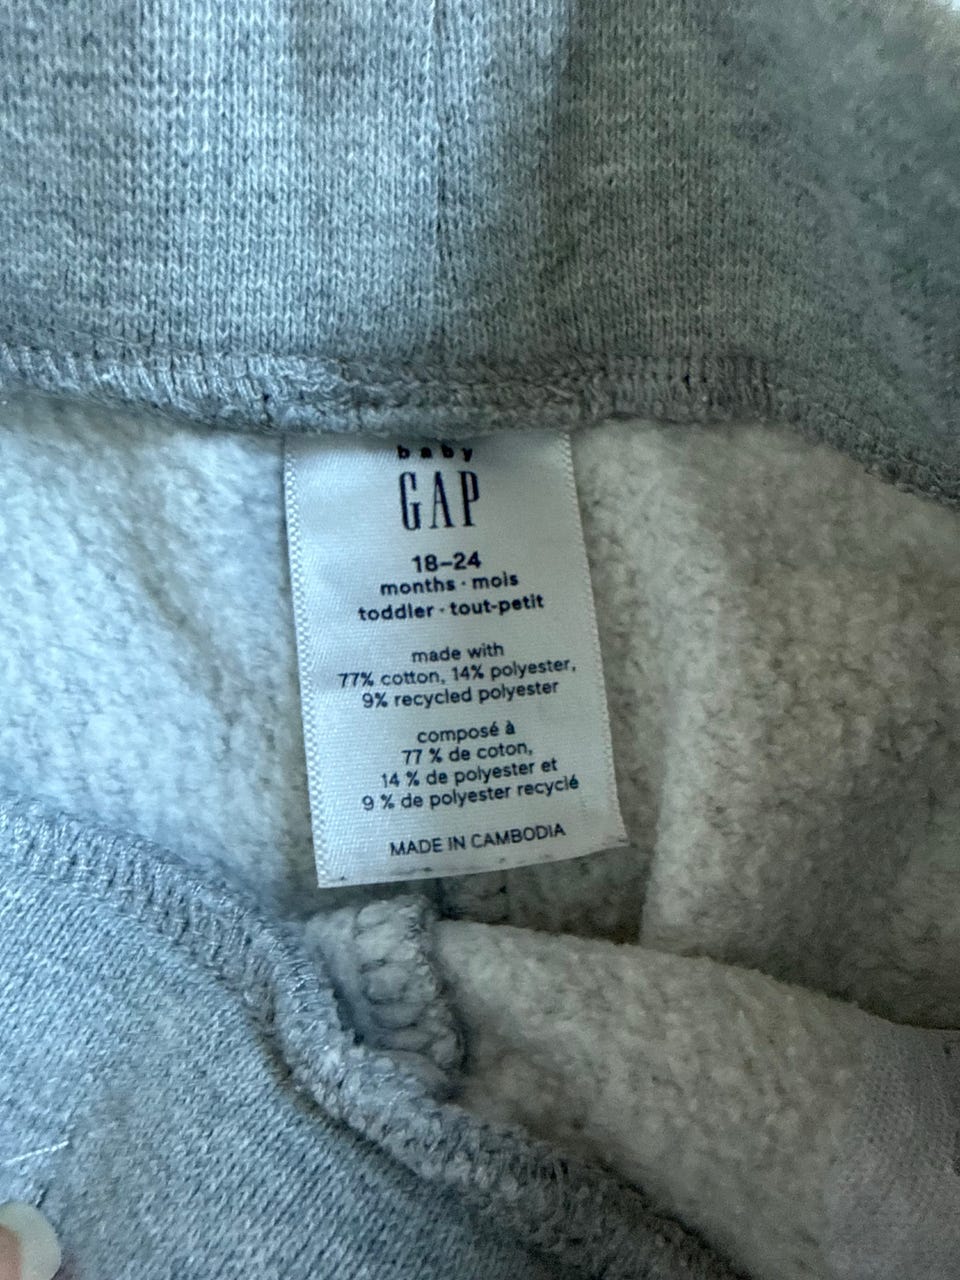 baby
GAP
18–24
months · mois
toddler · tout-petit
made with
77% cotton, 14% polyester,
9% recycled polyester
composé à
77 % de coton,
14 % de polyester et
9 % de polyester recyclé
MADE IN CAMBODIA